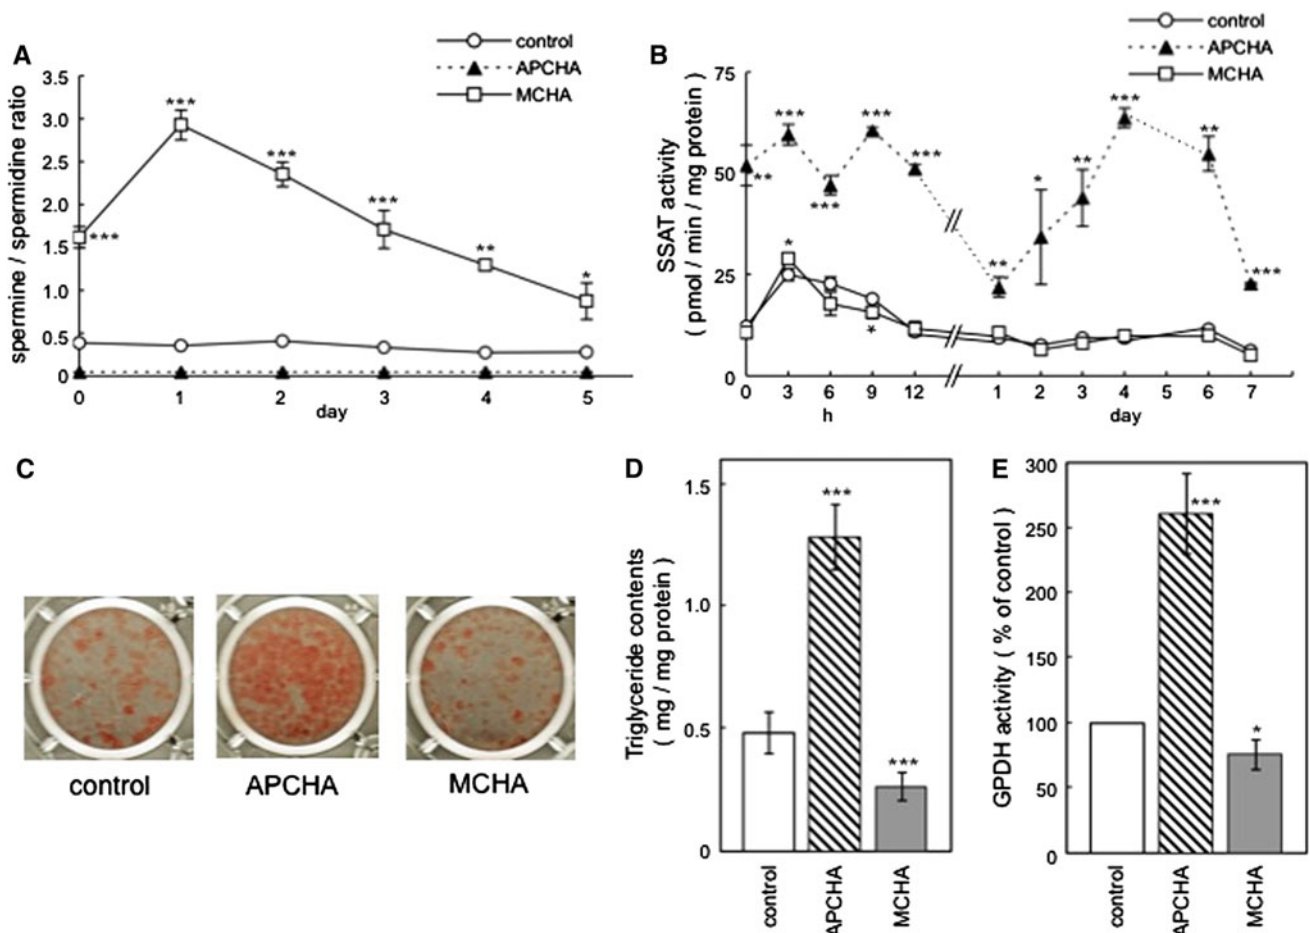 A
control
APCHA
MCHA
spermine / spermidine ratio
3.5
3.0
2.5
2.0
1.5
1.0
0.5
0
***
***
***
***
**
*
0 1 2 3 4 5
day
B
control
APCHA
MCHA
SSAT activity
( pmol / min / mg protein )
75
50
25
0
**
***
***
***
***
**
*
**
***
**
***
*
*
0 3 6 9 12 1 2 3 4 5 6 7
h day
C
control APCHA MCHA
D
Triglyceride contents
( mg / mg protein )
1.5
1.0
0.5
0
***
***
control
APCHA
MCHA
E
GPDH activity ( % of control )
300
250
200
150
100
50
0
***
*
control
APCHA
MCHA